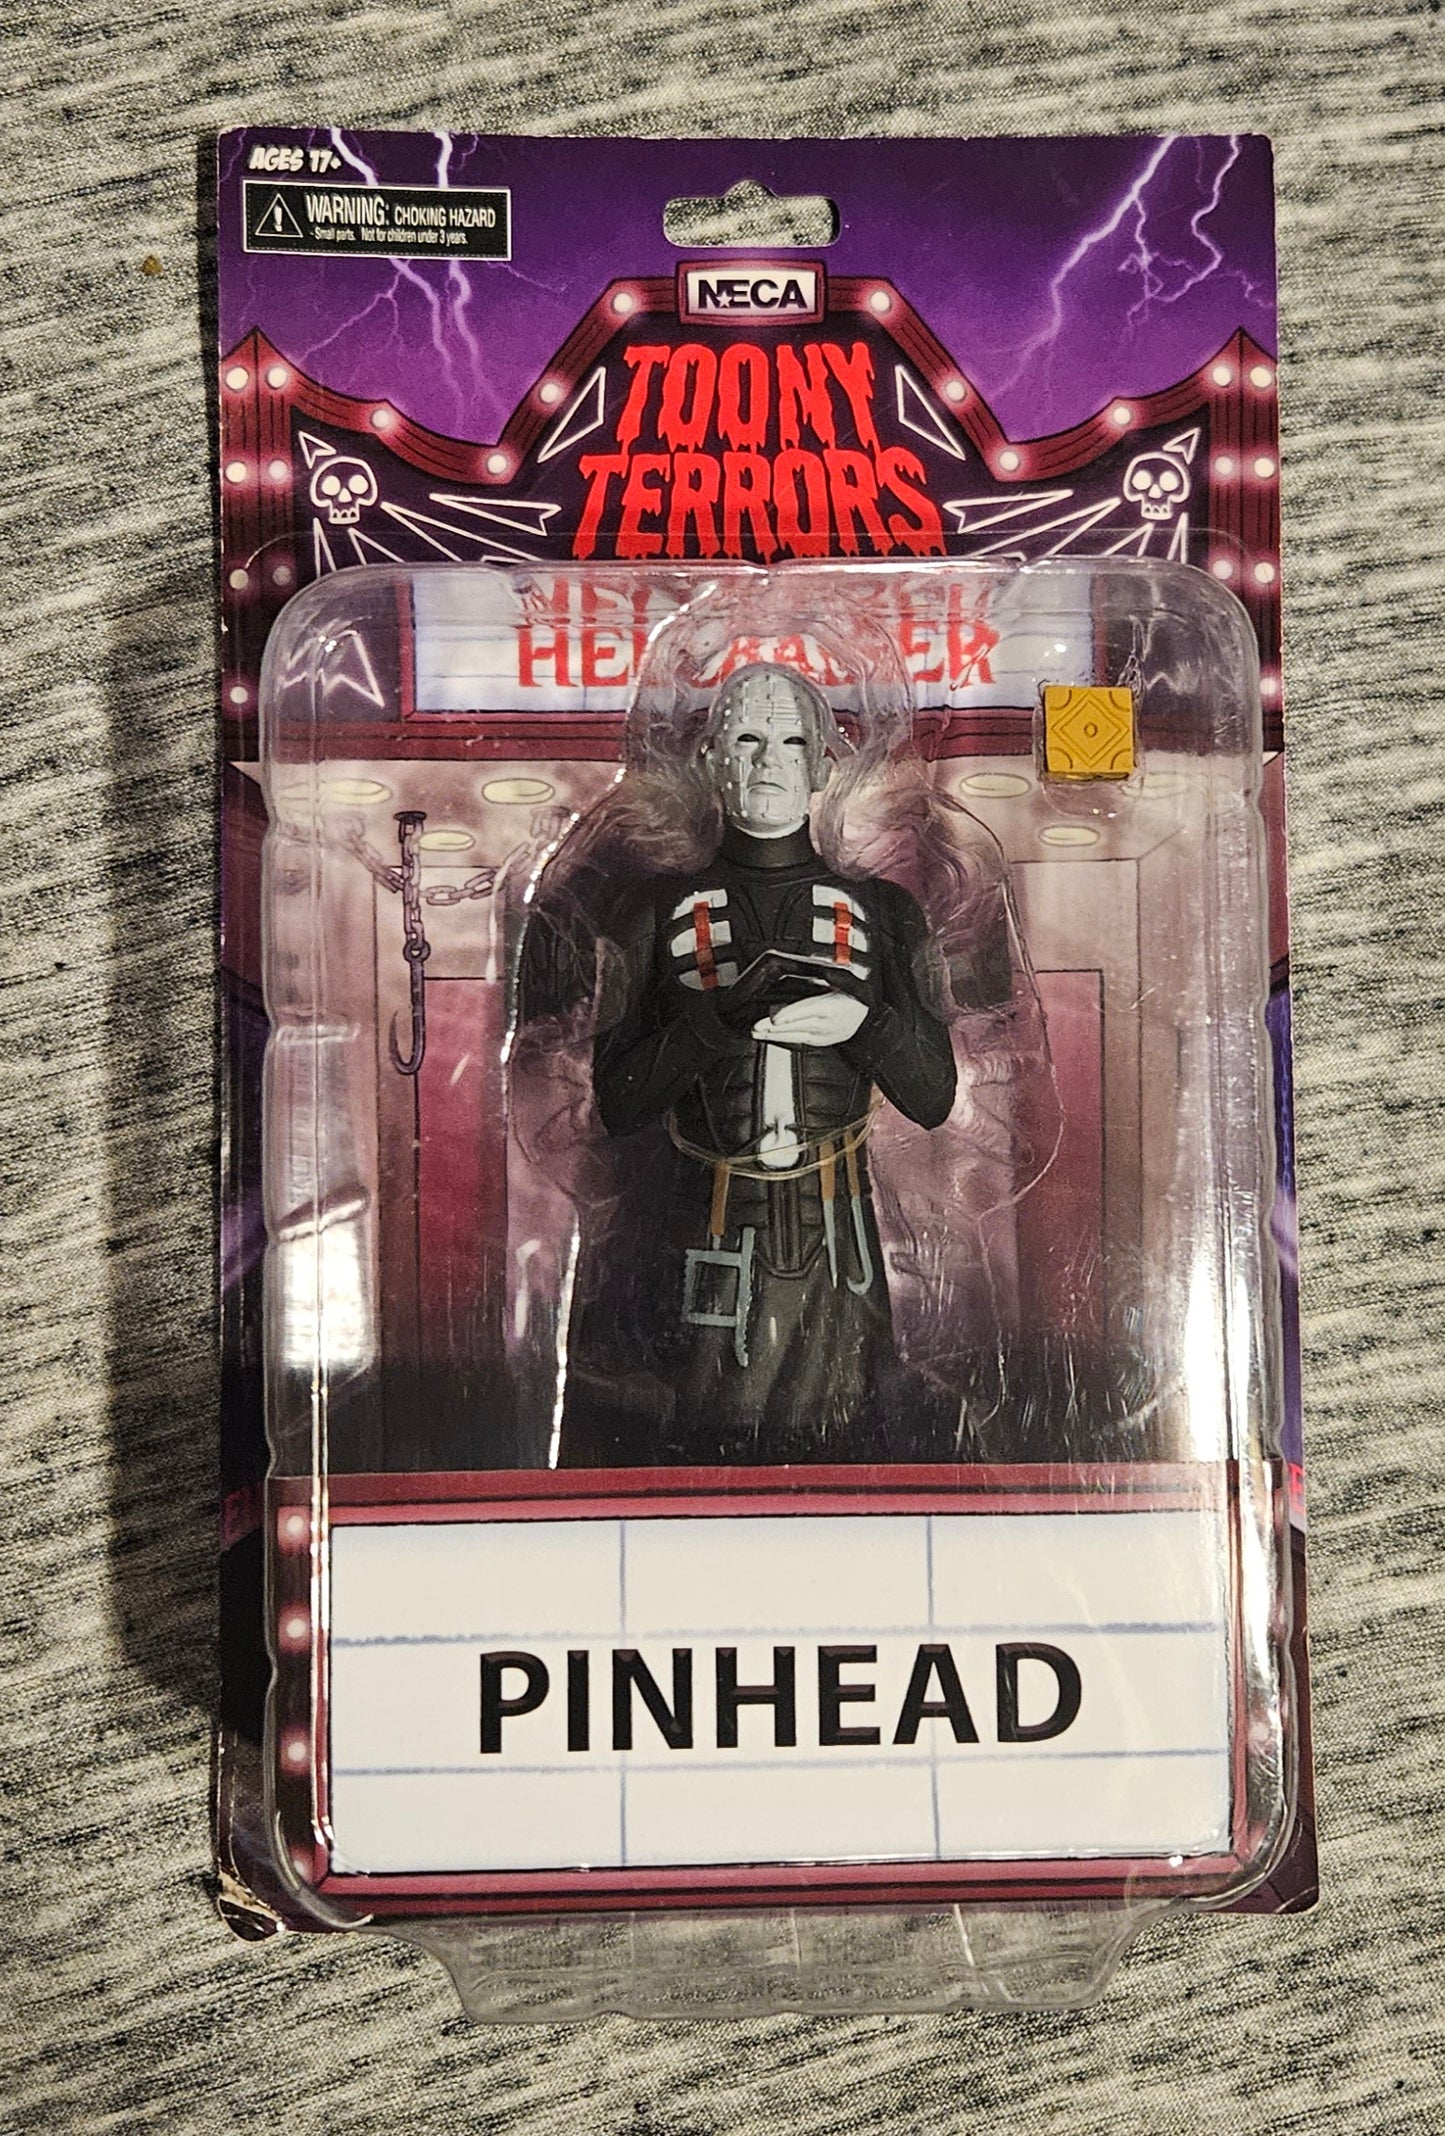 AGES 17+
WARNING: CHOKING HAZARD
- Small parts. Not for children under 3 years.
NECA
TOONY
TERRORS
HELLRAISER
PINHEAD